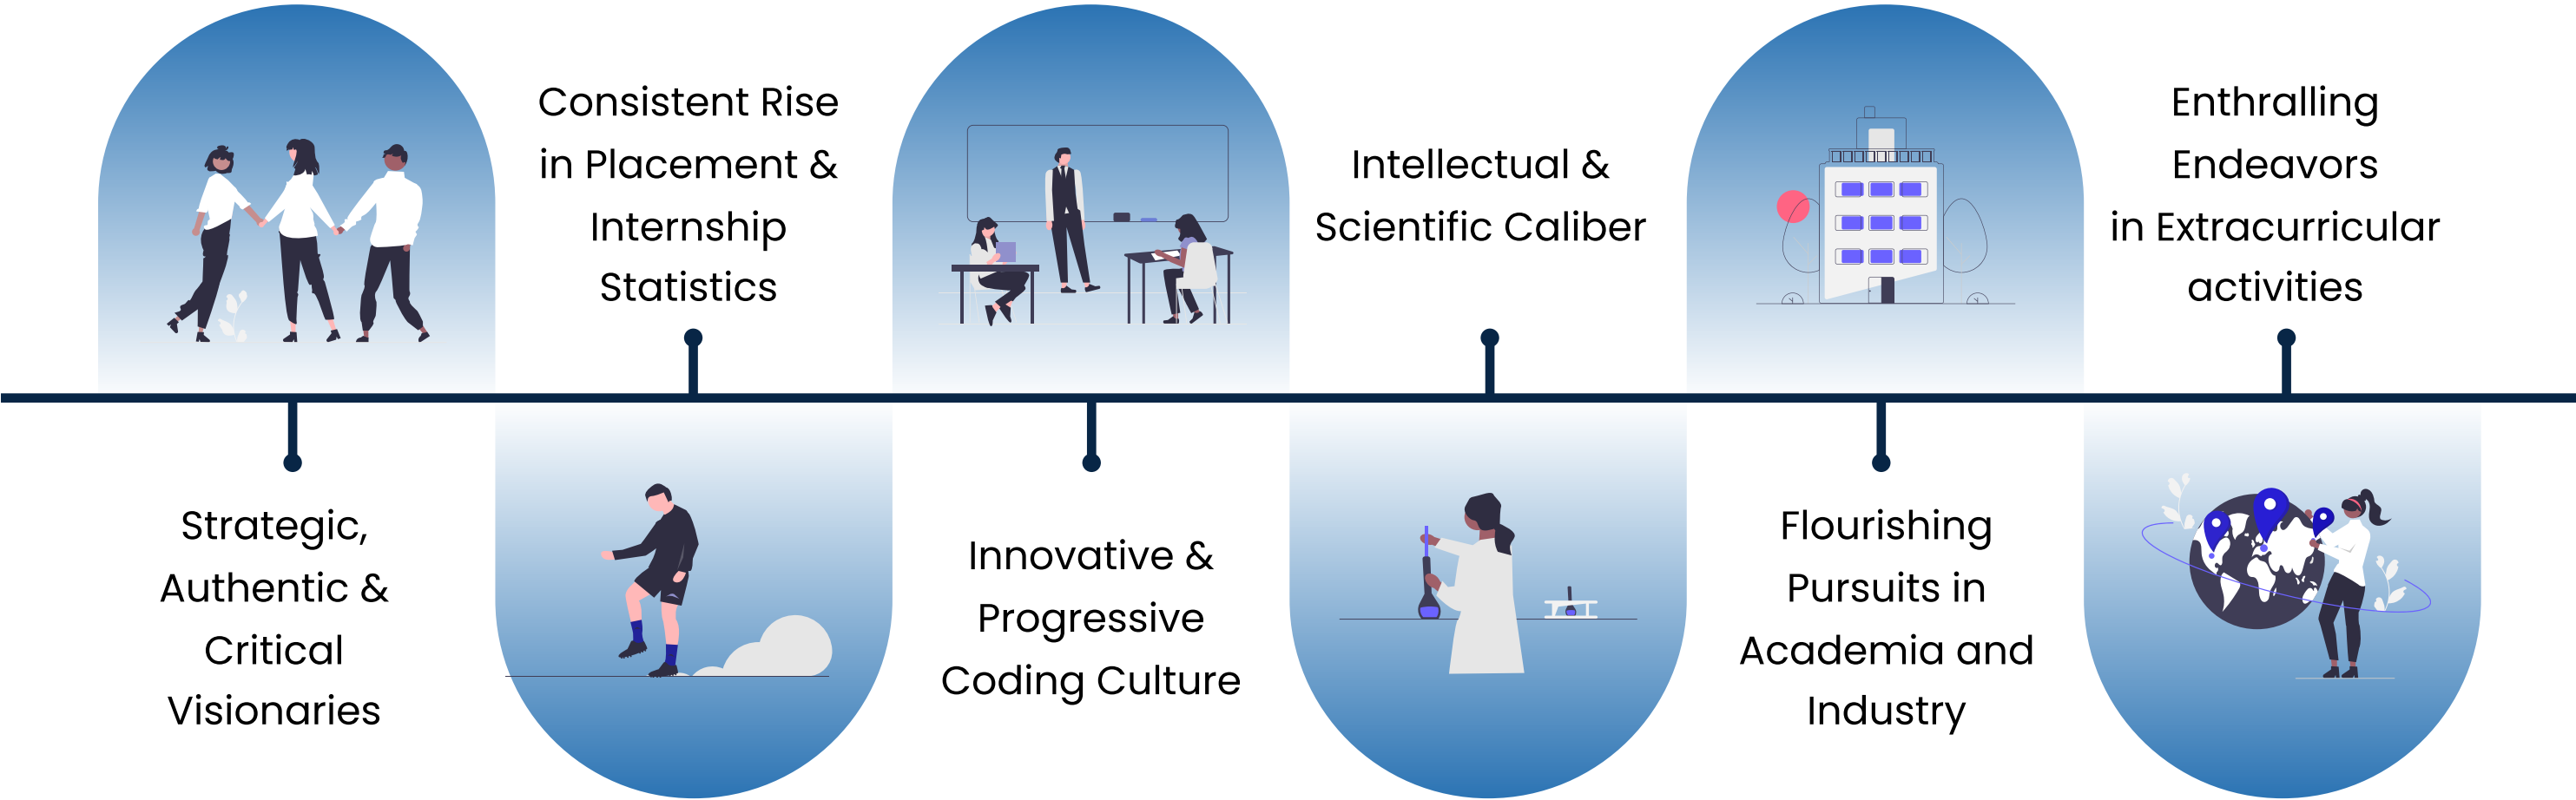 Strategic,
Authentic &
Critical
Visionaries
Consistent Rise
in Placement &
Internship
Statistics
Innovative &
Progressive
Coding Culture
Intellectual &
Scientific Caliber
Flourishing
Pursuits in
Academia and
Industry
Enthralling
Endeavors
in Extracurricular
activities